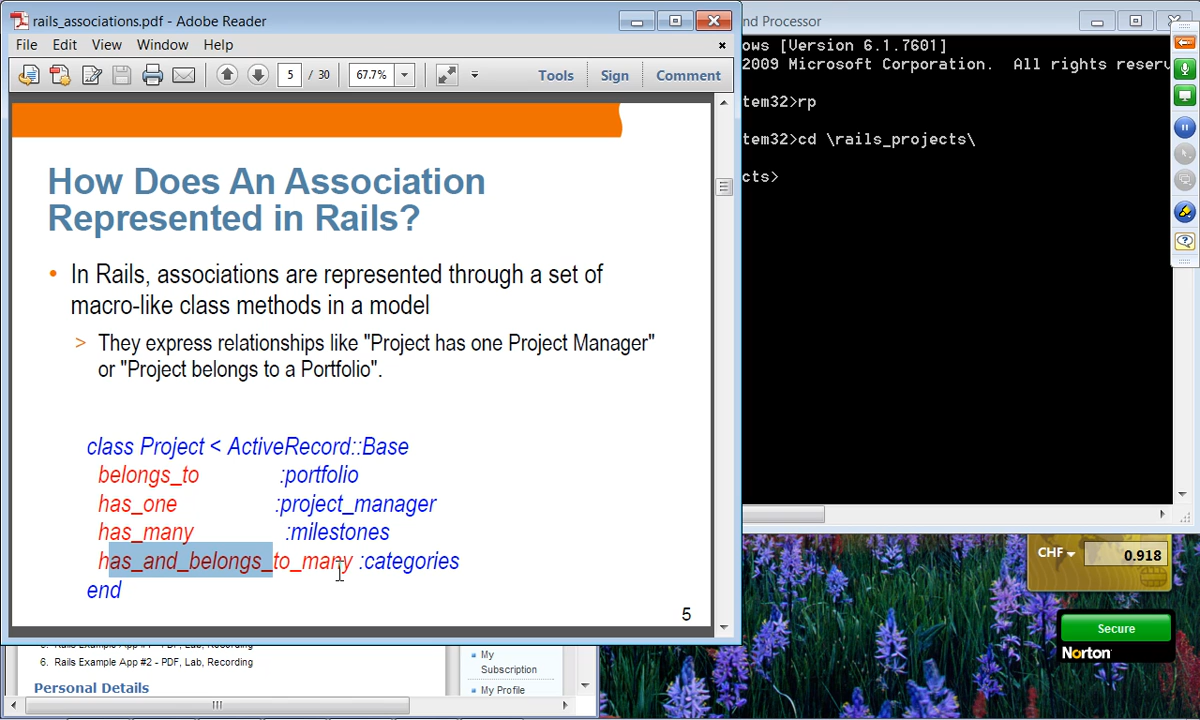 rails_associations.pdf - Adobe Reader
File Edit View Window Help
5 / 30 67.7% Tools Sign Comment
How Does An Association
Represented in Rails?
• In Rails, associations are represented through a set of
macro-like class methods in a model
> They express relationships like "Project has one Project Manager"
or "Project belongs to a Portfolio".
class Project < ActiveRecord::Base
belongs_to :portfolio
has_one :project_manager
has_many :milestones
has_and_belongs_to_many :categories
end
5
nd Processor
ows [Version 6.1.7601]
2009 Microsoft Corporation. All rights reserv
tem32>rp
tem32>cd \rails_projects\
cts>
6. Rails Example App #2 - PDF, Lab, Recording
Personal Details
My
Subscription
My Profile
CHF 0.918
Secure
Norton